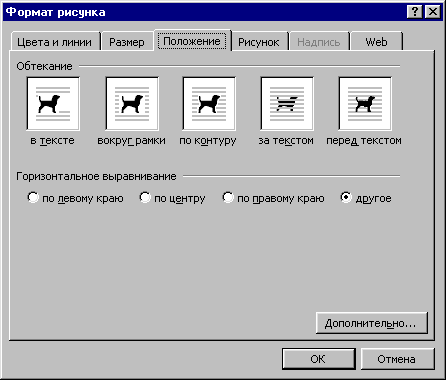 Формат рисунка
Цвета и линии Размер Положение Рисунок Надпись Web
Обтекание
в тексте вокруг рамки по контуру за текстом перед текстом
Горизонтальное выравнивание
по левому краю по центру по правому краю другое
Дополнительно...
OK Отмена